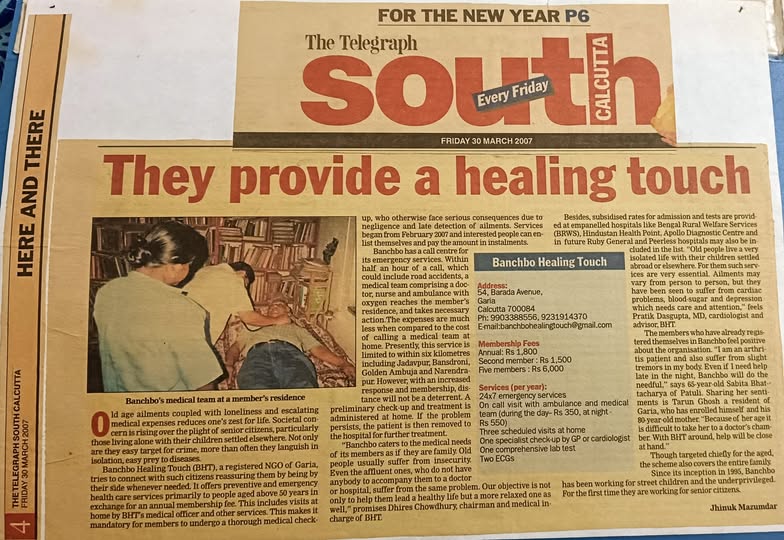 FOR THE NEW YEAR P6
The Telegraph
south
CALCUTTA
Every Friday
FRIDAY 30 MARCH 2007
HERE AND THERE
THE TELEGRAPH SOUTH CALCUTTA
FRIDAY 30 MARCH 2007
4
They provide a healing touch
Banchbo's medical team at a member's residence
Old age ailments coupled with loneliness and escalating
medical expenses reduces one's zest for life. Societal con-
cern is rising over the plight of senior citizens, particularly
those living alone with their children settled elsewhere. Not only
are they easy target for crime, more often they languish in
isolation, easy prey to diseases.
Banchbo Healing Touch (BHT), a registered NGO of Garia,
tries to connect with such citizens reassuring them by being by
their side whenever needed. It offers preventive and emergency
health care services primarily to people aged above 50 years in
exchange for an annual membership fee. This includes visits at
home by BHT's medical officer and other services. This makes it
mandatory for members to undergo a thorough medical check-
up, who otherwise face serious consequences due to
negligence and late detection of ailments. Services
began from February 2007 and interested people can en-
list themselves and pay the amount in instalments.
Banchbo has a call centre for
its emergency services. Within
half an hour of a call, which
could include road accidents, a
medical team comprising a doc-
tor, nurse and ambulance with
oxygen reaches the member's
residence, and takes necessary
action. The expenses are much
less when compared to the cost
of calling a medical team at
home. Presently, this service is
limited to within six kilometres
including Jadavpur, Bansdroni,
Golden Ambuja and Narendra-
pur. However, with an increased
response and membership, dis-
tance will not be a deterrent. A
preliminary check-up and treatment is
administered at home. If the problem
persists, the patient is then removed to
the hospital for further treatment.
"Banchbo caters to the medical needs
of its members as if they are family. Old
people usually suffer from insecurity.
Even the affluent ones, who do not have
anybody to accompany them to a doctor
or hospital, suffer from the same problem. Our objective is not
only to help them lead a healthy life but a more relaxed one as
well," promises Dhires Chowdhury, chairman and medical in-
charge of BHT.
Banchbo Healing Touch
Address:
54, Barada Avenue,
Garia
Calcutta 700084
Ph: 9903388556, 9231914370
E-mail:banchbohealingtouch@gmail.com
Membership Fees
Annual: Rs 1,800
Second member : Rs 1,500
Five members : Rs 6,000
Services (per year):
24x7 emergency services
On call visit with ambulance and medical
team (during the day- Rs 350, at night -
Rs 550)
Three scheduled visits at home
One specialist check-up by GP or cardiologist
One comprehensive lab test
Two ECGs
Besides, subsidised rates for admission and tests are provid-
ed at empanelled hospitals like Bengal Rural Welfare Services
(BRWS), Hindustan Health Point, Apollo Diagnostic Centre and
in future Ruby General and Peerless hospitals may also be in-
cluded in the list. "Old people live a very
isolated life with their children settled
abroad or elsewhere. For them such serv-
ices are very essential. Ailments may
vary from person to person, but they
have been seen to suffer from cardiac
problems, blood-sugar and depression
which needs care and attention," feels
Pratik Dasgupta, MD, cardiologist and
advisor, BHT.
The members who have already regis-
tered themselves in Banchbo feel positive
about the organisation. "I am an arthri-
tis patient and also suffer from slight
tremors in my body. Even if I need help
late in the night, Banchbo will do the
needful," says 65-year-old Sabita Bhat-
tacharya of Patuli. Sharing her senti-
ments is Tarun Ghosh a resident of
Garia, who has enrolled himself and his
80-year-old mother. "Because of her age it
is difficult to take her to a doctor's cham-
ber. With BHT around, help will be close
at hand."
Though targeted chiefly for the aged,
the scheme also covers the entire family.
Since its inception in 1995, Banchbo
has been working for street children and the underprivileged.
For the first time they are working for senior citizens.
Jhinuk Mazumdar